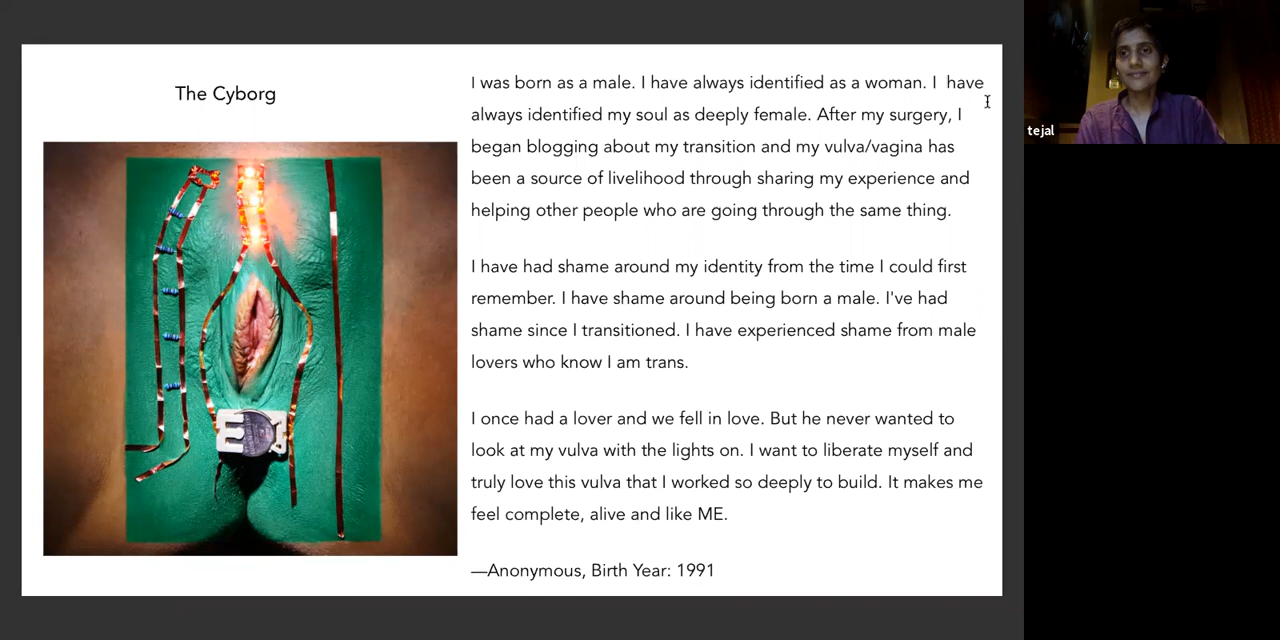 The Cyborg
I was born as a male. I have always identified as a woman. I  have
always identified my soul as deeply female. After my surgery, I
began blogging about my transition and my vulva/vagina has
been a source of livelihood through sharing my experience and
helping other people who are going through the same thing.
I have had shame around my identity from the time I could first
remember. I have shame around being born a male. I've had
shame since I transitioned. I have experienced shame from male
lovers who know I am trans.
I once had a lover and we fell in love. But he never wanted to
look at my vulva with the lights on. I want to liberate myself and
truly love this vulva that I worked so deeply to build. It makes me
feel complete, alive and like ME.
—Anonymous, Birth Year: 1991
tejal